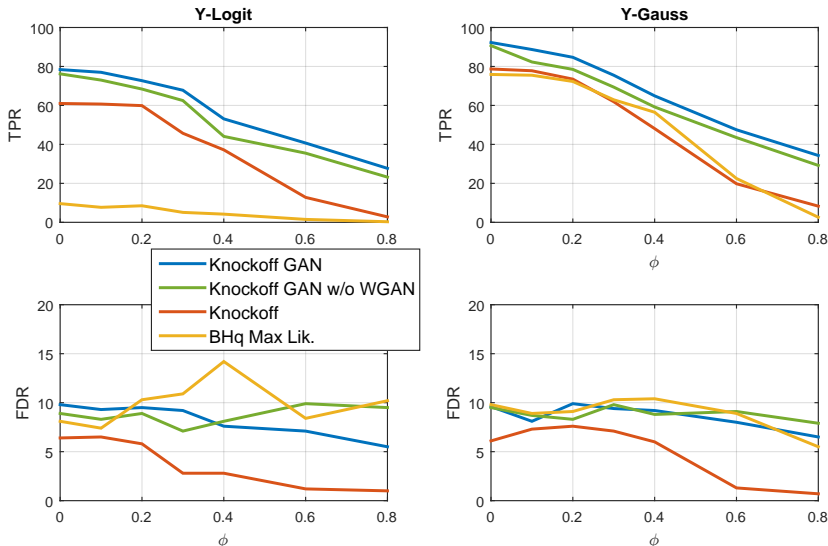 Y-Logit
100
80
60
40
20
0
TPR
0 0.2 0.4 0.6 0.8
Y-Gauss
100
80
60
40
20
0
TPR
0 0.2 0.4 0.6 0.8
ϕ
Knockoff GAN
Knockoff GAN w/o WGAN
Knockoff
BHq Max Lik.
20
15
10
5
0
FDR
0 0.2 0.4 0.6 0.8
ϕ
20
15
10
5
0
FDR
0 0.2 0.4 0.6 0.8
ϕ